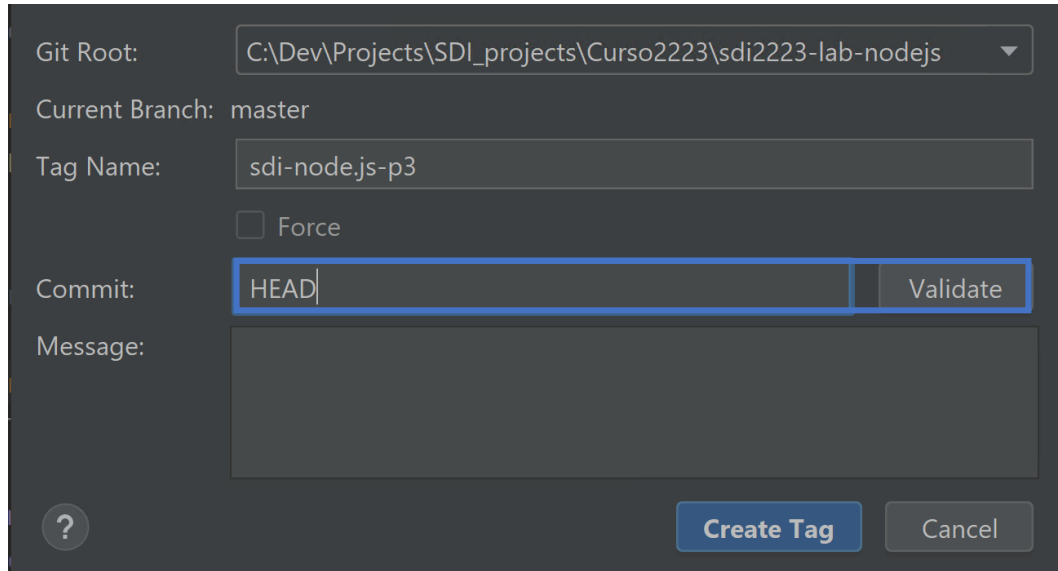 Git Root: C:\Dev\Projects\SDI_projects\Curso2223\sdi2223-lab-nodejs
Current Branch: master
Tag Name: sdi-node.js-p3
Force
Commit: HEAD Validate
Message:
? Create Tag Cancel